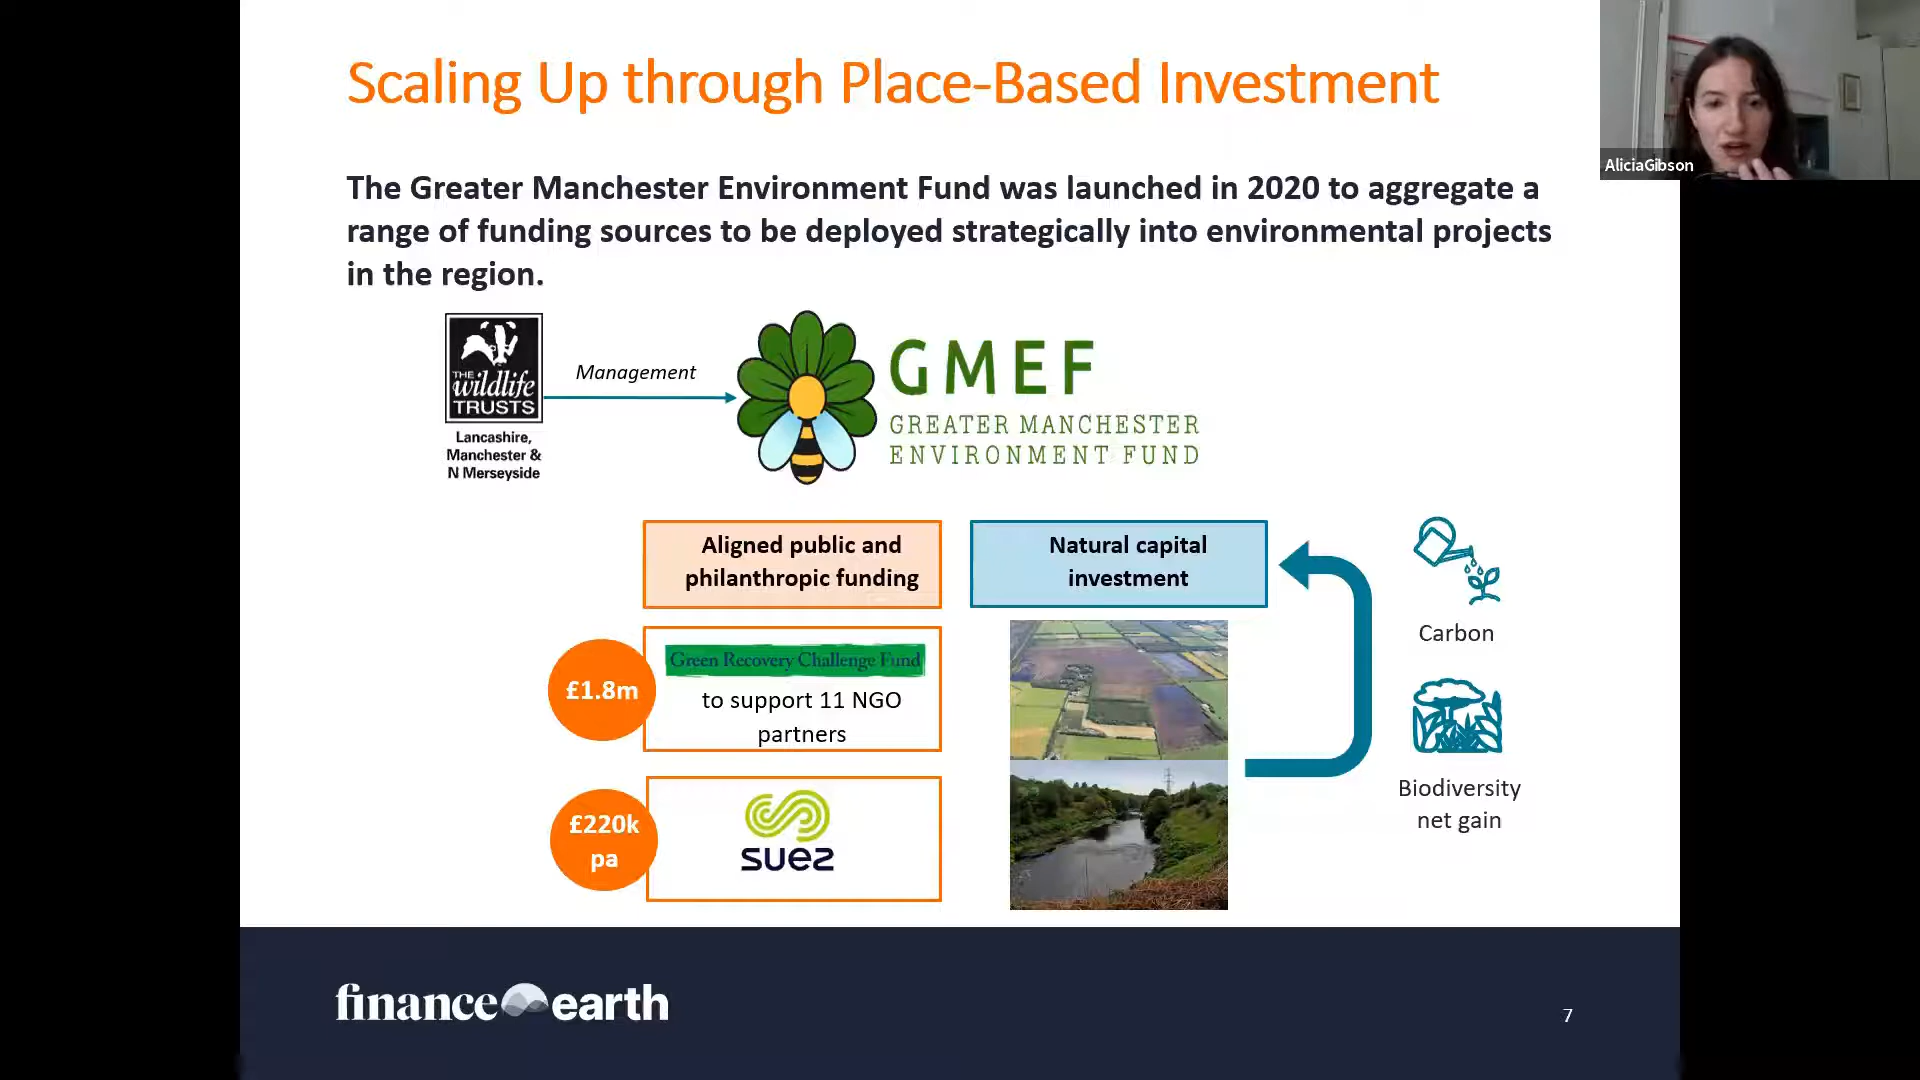 Scaling Up through Place-Based Investment
AliciaGibson
The Greater Manchester Environment Fund was launched in 2020 to aggregate a
range of funding sources to be deployed strategically into environmental projects
in the region.
THE
wildlife
TRUSTS
Lancashire,
Manchester &
N Merseyside
Management
GMEF
GREATER MANCHESTER
ENVIRONMENT FUND
Aligned public and
philanthropic funding
Natural capital
investment
£1.8m
Green Recovery Challenge Fund
to support 11 NGO
partners
£220k
pa
suez
Carbon
Biodiversity
net gain
finance earth
7